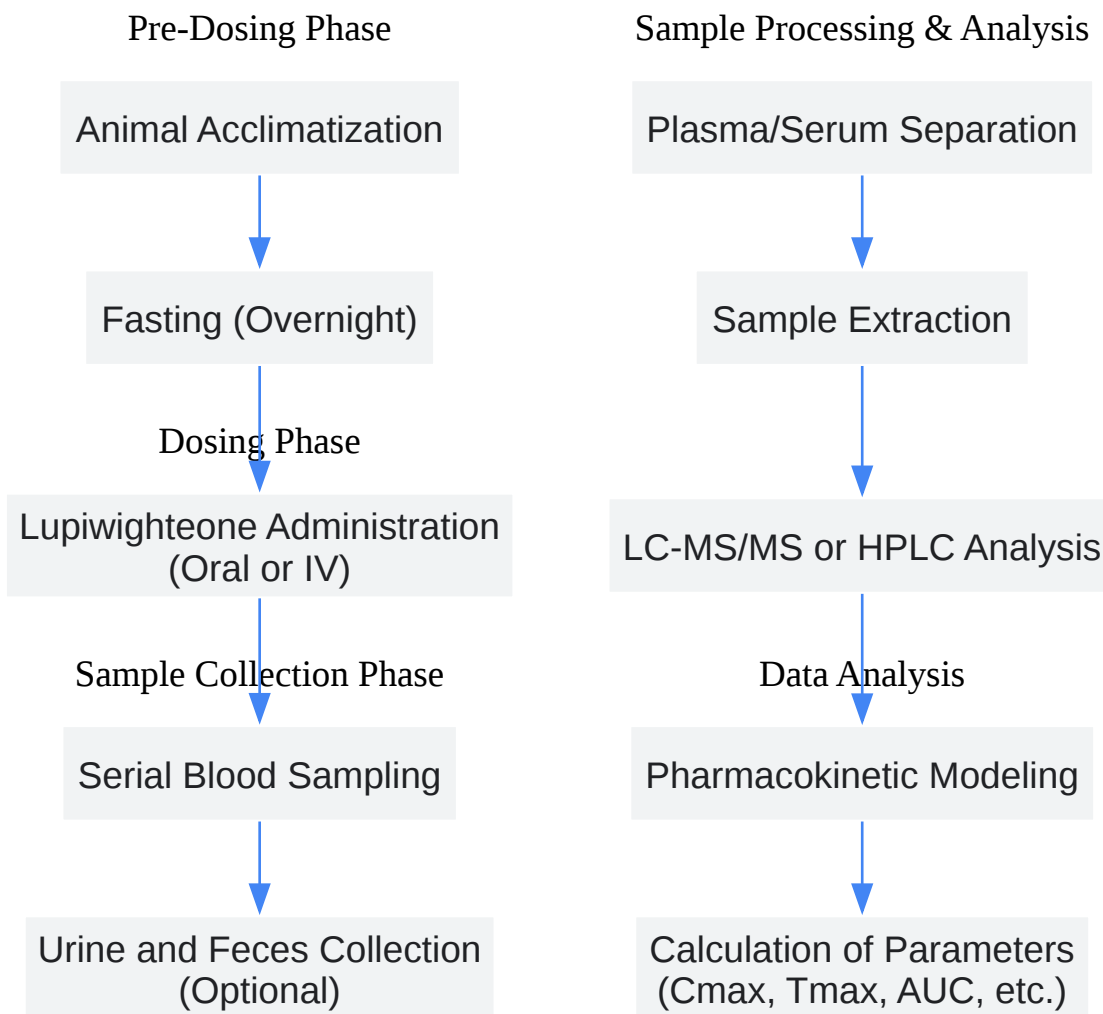 Pre-Dosing Phase
Animal Acclimatization
Fasting (Overnight)
Dosing Phase
Lupiwighteone Administration
(Oral or IV)
Sample Collection Phase
Serial Blood Sampling
Urine and Feces Collection
(Optional)
Sample Processing & Analysis
Plasma/Serum Separation
Sample Extraction
LC-MS/MS or HPLC Analysis
Data Analysis
Pharmacokinetic Modeling
Calculation of Parameters
(Cmax, Tmax, AUC, etc.)